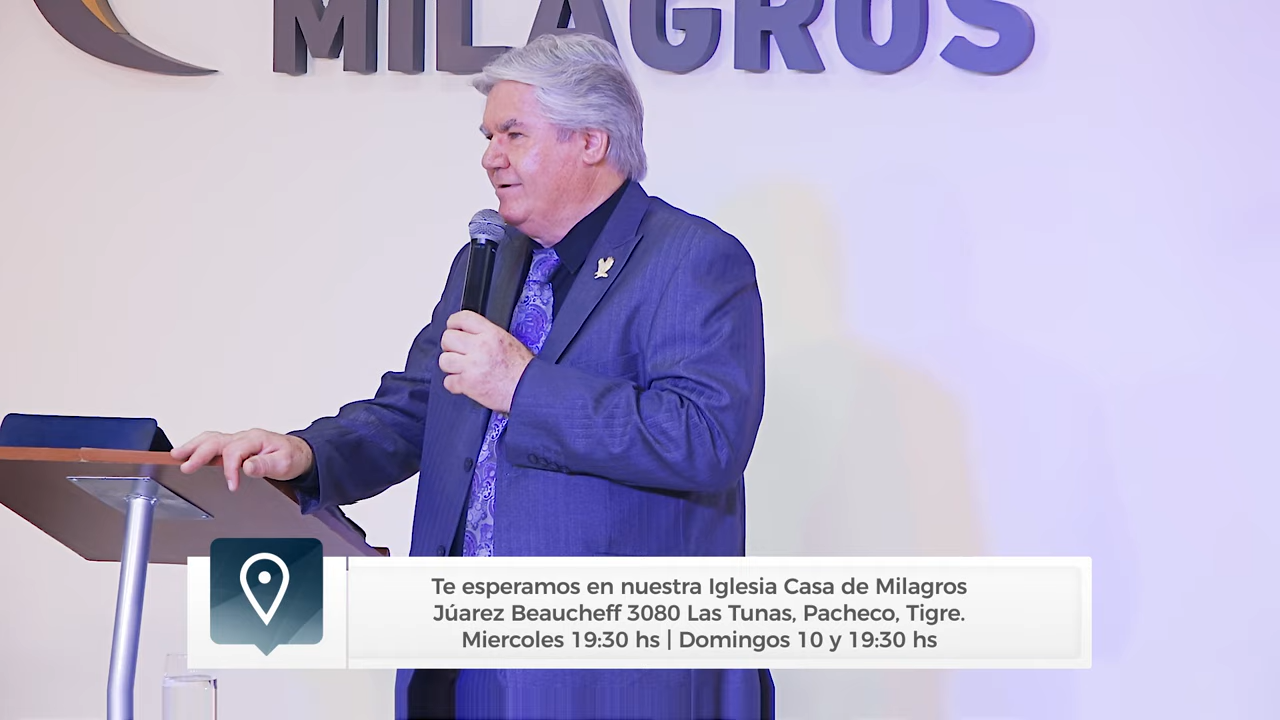 MILAGROS
Te esperamos en nuestra Iglesia Casa de Milagros
Júarez Beaucheff 3080 Las Tunas, Pacheco, Tigre.
Miercoles 19:30 hs | Domingos 10 y 19:30 hs